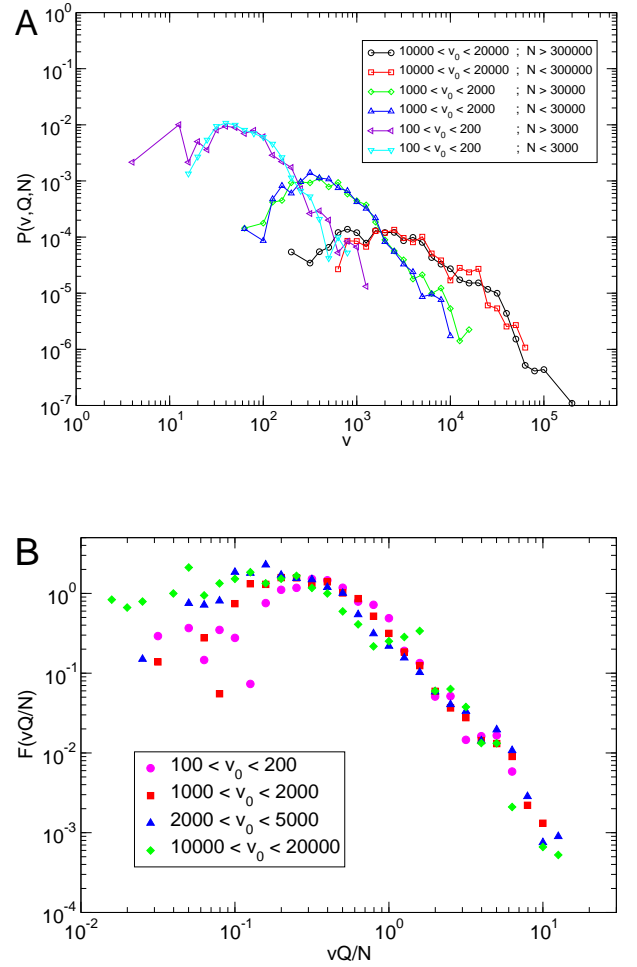 A
10^0
10^-1
10^-2
10^-3
10^-4
10^-5
10^-6
10^-7
P(v,Q,N)
10000 < v_0 < 20000 ; N > 300000
10000 < v_0 < 20000 ; N < 300000
1000 < v_0 < 2000 ; N > 30000
1000 < v_0 < 2000 ; N < 30000
100 < v_0 < 200 ; N > 3000
100 < v_0 < 200 ; N < 3000
10^0 10^1 10^2 10^3 10^4 10^5
v
B
10^0
10^-1
10^-2
10^-3
10^-4
F(vQ/N)
100 < v_0 < 200
1000 < v_0 < 2000
2000 < v_0 < 5000
10000 < v_0 < 20000
10^-2 10^-1 10^0 10^1
vQ/N